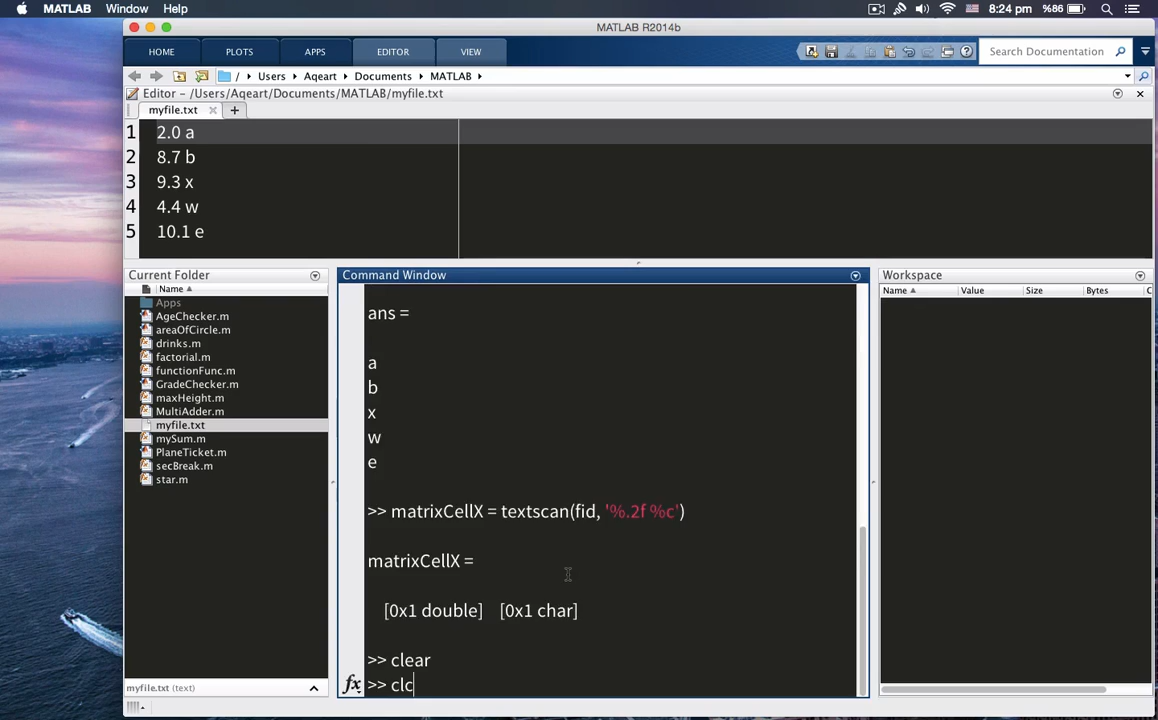 MATLAB Window Help 8:24 pm %86
MATLAB R2014b
HOME PLOTS APPS EDITOR VIEW Search Documentation
/ Users Aqeart Documents MATLAB
Editor - /Users/Aqeart/Documents/MATLAB/myfile.txt
myfile.txt
1 2.0 a
2 8.7 b
3 9.3 x
4 4.4 w
5 10.1 e
Current Folder
Name
Apps
AgeChecker.m
areaOfCircle.m
drinks.m
factorial.m
functionFunc.m
GradeChecker.m
maxHeight.m
MultiAdder.m
myfile.txt
mySum.m
PlaneTicket.m
secBreak.m
star.m
myfile.txt (text)
Command Window
ans =
a
b
x
w
e
>> matrixCellX = textscan(fid, '%.2f %c')
matrixCellX =
[0x1 double] [0x1 char]
>> clear
fx >> clc
Workspace
Name Value Size Bytes C